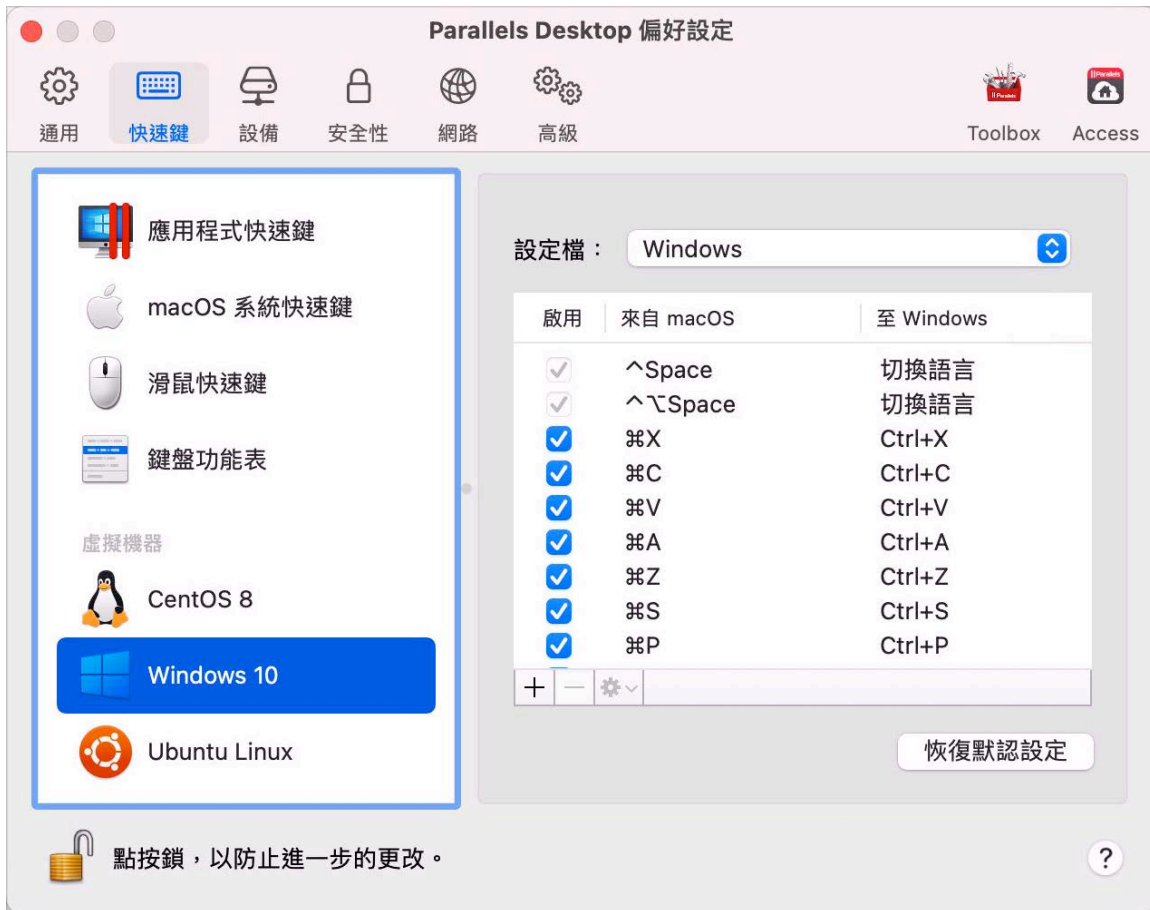 Parallels Desktop 偏好設定
通用 快速鍵 設備 安全性 網路 高級 Toolbox Access
應用程式快速鍵
macOS 系統快速鍵
滑鼠快速鍵
鍵盤功能表
虛擬機器
CentOS 8
Windows 10
Ubuntu Linux
設定檔： Windows
啟用 來自 macOS 至 Windows
^Space 切換語言
^⌥Space 切換語言
⌘X Ctrl+X
⌘C Ctrl+C
⌘V Ctrl+V
⌘A Ctrl+A
⌘Z Ctrl+Z
⌘S Ctrl+S
⌘P Ctrl+P
恢復默認設定
點按鎖，以防止進一步的更改。
?